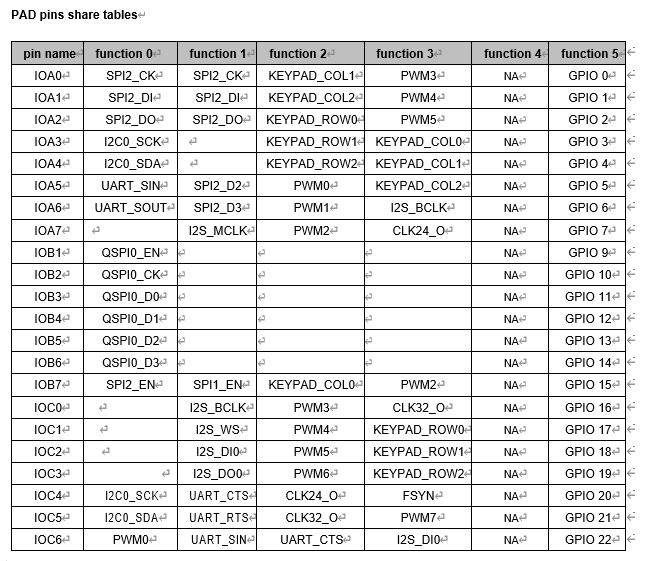 PAD pins share tables
pin name function 0 function 1 function 2 function 3 function 4 function 5
IOA0 SPI2_CK SPI2_CK KEYPAD_COL1 PWM3 NA GPIO 0
IOA1 SPI2_DI SPI2_DI KEYPAD_COL2 PWM4 NA GPIO 1
IOA2 SPI2_DO SPI2_DO KEYPAD_ROW0 PWM5 NA GPIO 2
IOA3 I2C0_SCK KEYPAD_ROW1 KEYPAD_COL0 NA GPIO 3
IOA4 I2C0_SDA KEYPAD_ROW2 KEYPAD_COL1 NA GPIO 4
IOA5 UART_SIN SPI2_D2 PWM0 KEYPAD_COL2 NA GPIO 5
IOA6 UART_SOUT SPI2_D3 PWM1 I2S_BCLK NA GPIO 6
IOA7 I2S_MCLK PWM2 CLK24_O NA GPIO 7
IOB1 QSPI0_EN NA GPIO 9
IOB2 QSPI0_CK NA GPIO 10
IOB3 QSPI0_D0 NA GPIO 11
IOB4 QSPI0_D1 NA GPIO 12
IOB5 QSPI0_D2 NA GPIO 13
IOB6 QSPI0_D3 NA GPIO 14
IOB7 SPI2_EN SPI1_EN KEYPAD_COL0 PWM2 NA GPIO 15
IOC0 I2S_BCLK PWM3 CLK32_O NA GPIO 16
IOC1 I2S_WS PWM4 KEYPAD_ROW0 NA GPIO 17
IOC2 I2S_DI0 PWM5 KEYPAD_ROW1 NA GPIO 18
IOC3 I2S_DO0 PWM6 KEYPAD_ROW2 NA GPIO 19
IOC4 I2C0_SCK UART_CTS CLK24_O FSYN NA GPIO 20
IOC5 I2C0_SDA UART_RTS CLK32_O PWM7 NA GPIO 21
IOC6 PWM0 UART_SIN UART_CTS I2S_DI0 NA GPIO 22